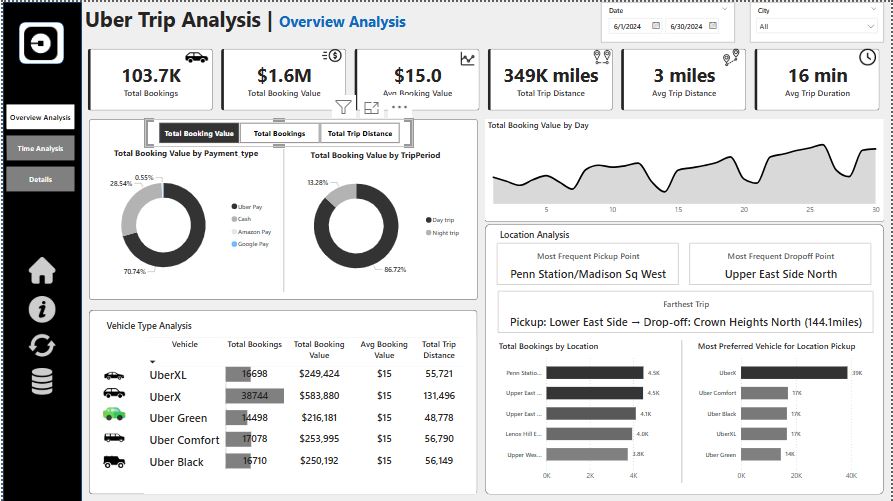 Uber Trip Analysis | Overview Analysis
Date
6/1/2024 6/30/2024
City
All
Overview Analysis
Time Analysis
Details
103.7K
Total Bookings
$1.6M
Total Booking Value
$15.0
Avg Booking Value
349K miles
Total Trip Distance
3 miles
Avg Trip Distance
16 min
Avg Trip Duration
Total Booking Value Total Bookings Total Trip Distance
Total Booking Value by Payment_type
0.55%
28.54%
70.74%
Uber Pay
Cash
Amazon Pay
Google Pay
Total Booking Value by TripPeriod
13.28%
86.72%
Day trip
Night trip
Total Booking Value by Day
5 10 15 20 25 30
Location Analysis
Most Frequent Pickup Point
Penn Station/Madison Sq West
Most Frequent Dropoff Point
Upper East Side North
Farthest Trip
Pickup: Lower East Side → Drop-off: Crown Heights North (144.1miles)
Vehicle Type Analysis
Vehicle Total Bookings Total Booking Value Avg Booking Value Total Trip Distance
UberXL 16698 $249,424 $15 55,721
UberX 38744 $583,880 $15 131,496
Uber Green 14498 $216,181 $15 48,778
Uber Comfort 17078 $253,995 $15 56,790
Uber Black 16710 $250,192 $15 56,149
Total Bookings by Location
Penn Statio... 4.5K
Upper East ... 4.5K
Upper East ... 4.1K
Lenox Hill E... 4.0K
Upper Wes... 3.8K
0K 2K 4K
Most Preferred Vehicle for Location Pickup
UberX 39K
Uber Comfort 17K
Uber Black 17K
UberXL 17K
Uber Green 14K
0K 20K 40K